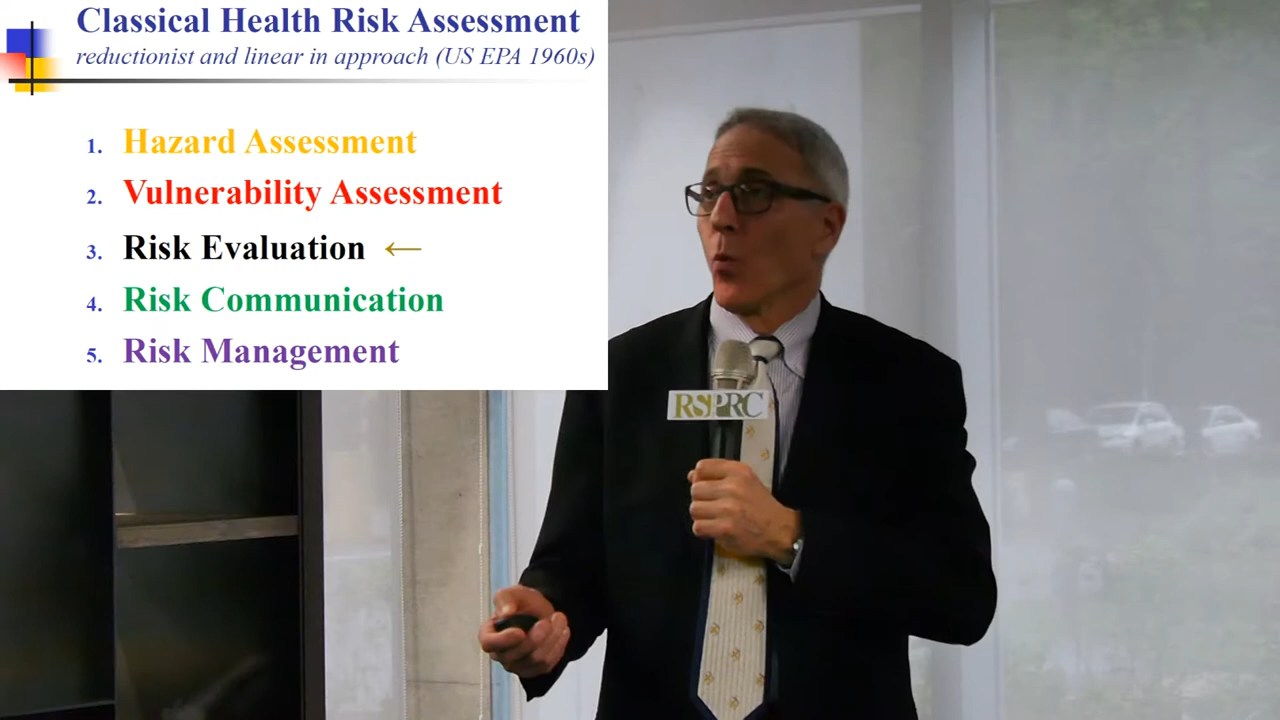 Classical Health Risk Assessment
reductionist and linear in approach (US EPA 1960s)
1. Hazard Assessment
2. Vulnerability Assessment
3. Risk Evaluation ←
4. Risk Communication
5. Risk Management
RSPRC